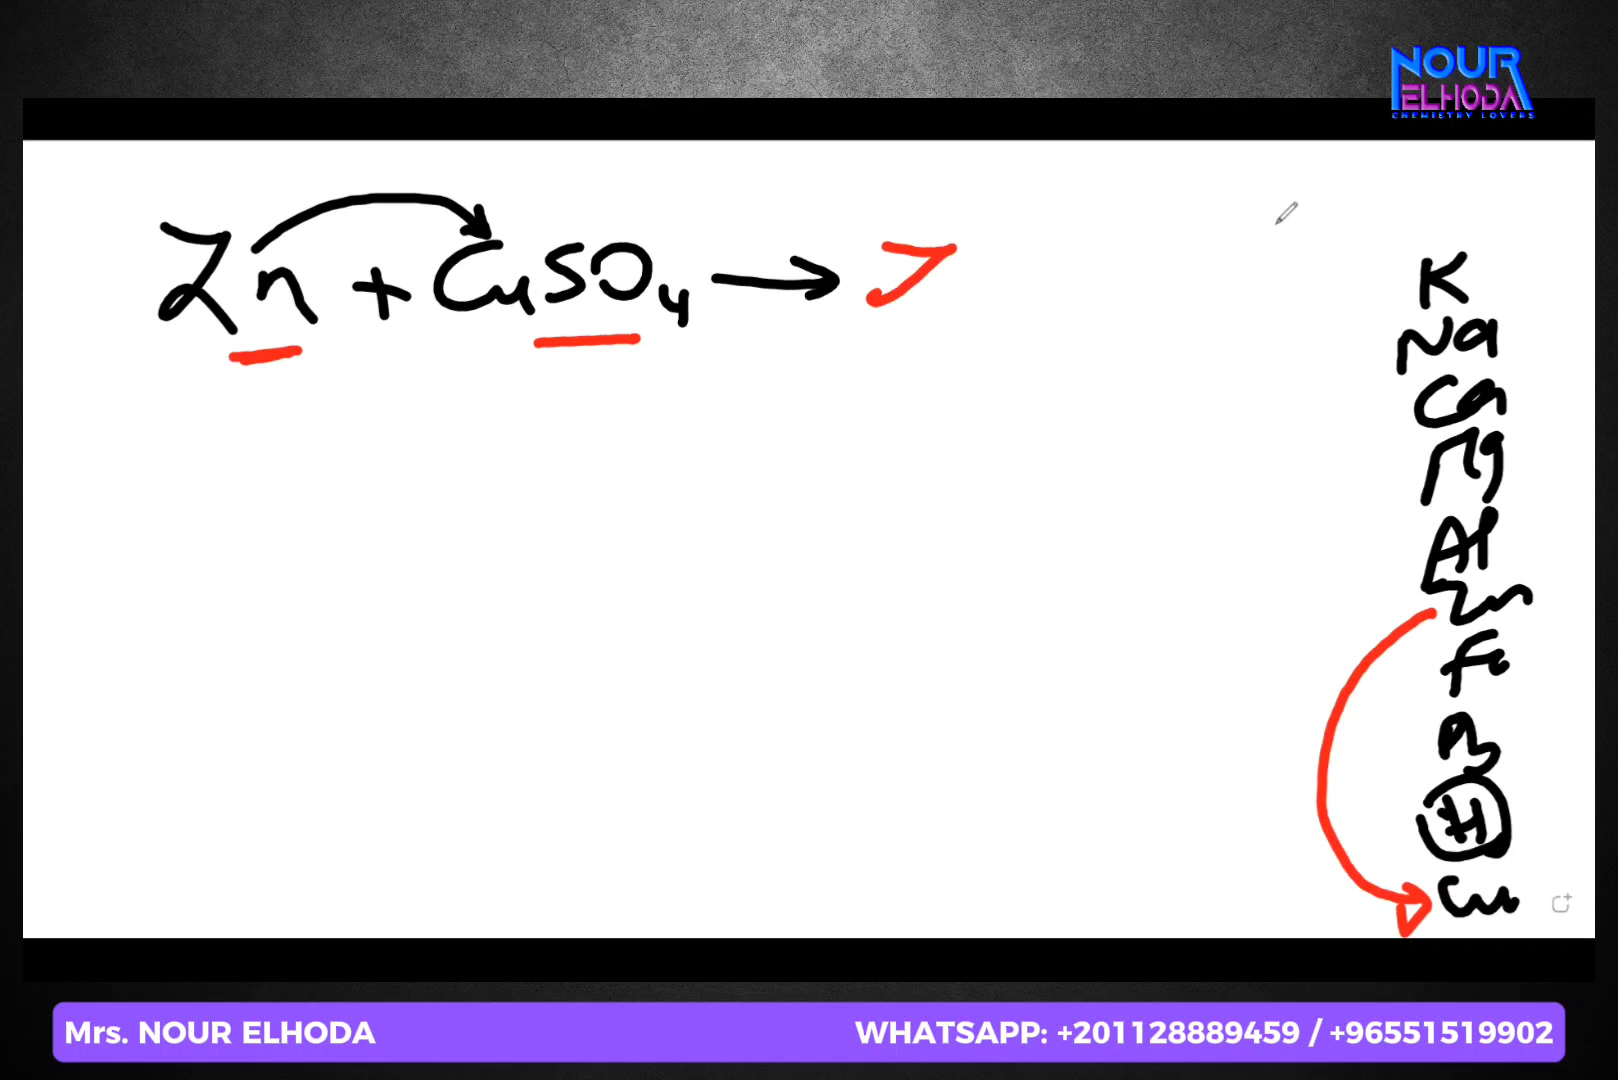 NOUR
ELHODA
CHEMISTRY LOVERS
Zn + CuSO4 →
K
Na
Ca
Mg
Al
Zn
Fe
H
Cu
Mrs. NOUR ELHODA
WHATSAPP: +201128889459 / +96551519902